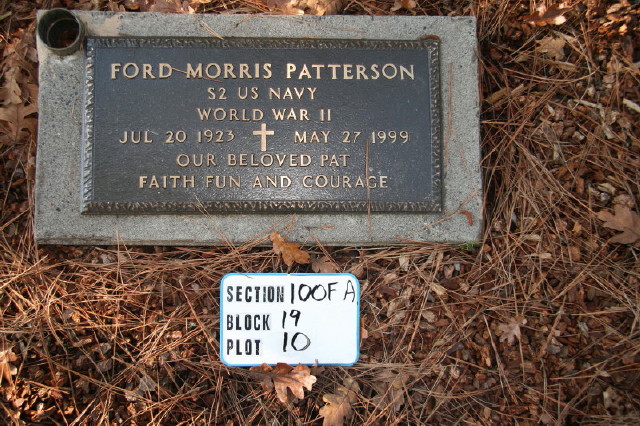 FORD MORRIS PATTERSON
S2 US NAVY
WORLD WAR II
JUL 20 1923 MAY 27 1999
OUR BELOVED PAT
FAITH FUN AND COURAGE
SECTION 100F A
BLOCK 19
PLOT 10